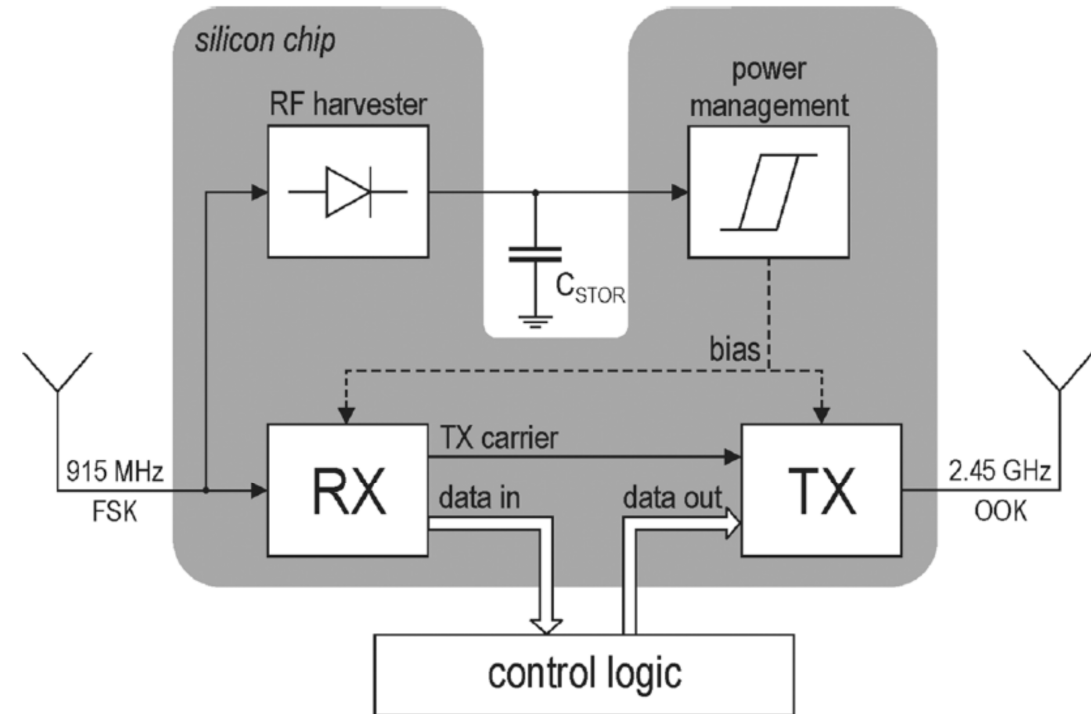 silicon chip
RF harvester
power
management
C_STOR
bias
915 MHz
FSK
RX
TX carrier
data in
data out
TX
2.45 GHz
OOK
control logic